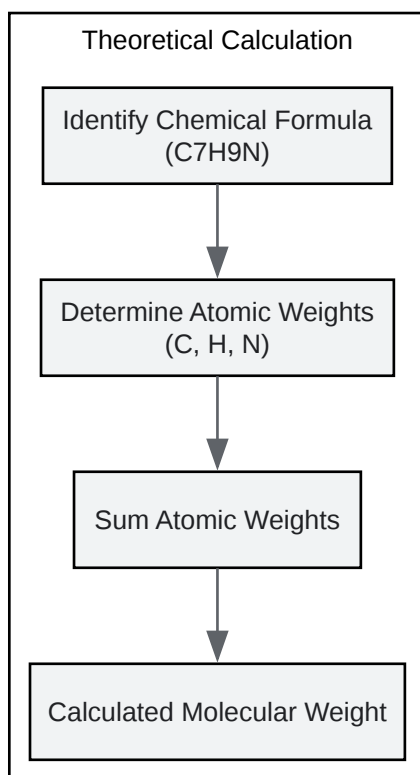 Theoretical Calculation
Identify Chemical Formula
(C7H9N)
Determine Atomic Weights
(C, H, N)
Sum Atomic Weights
Calculated Molecular Weight